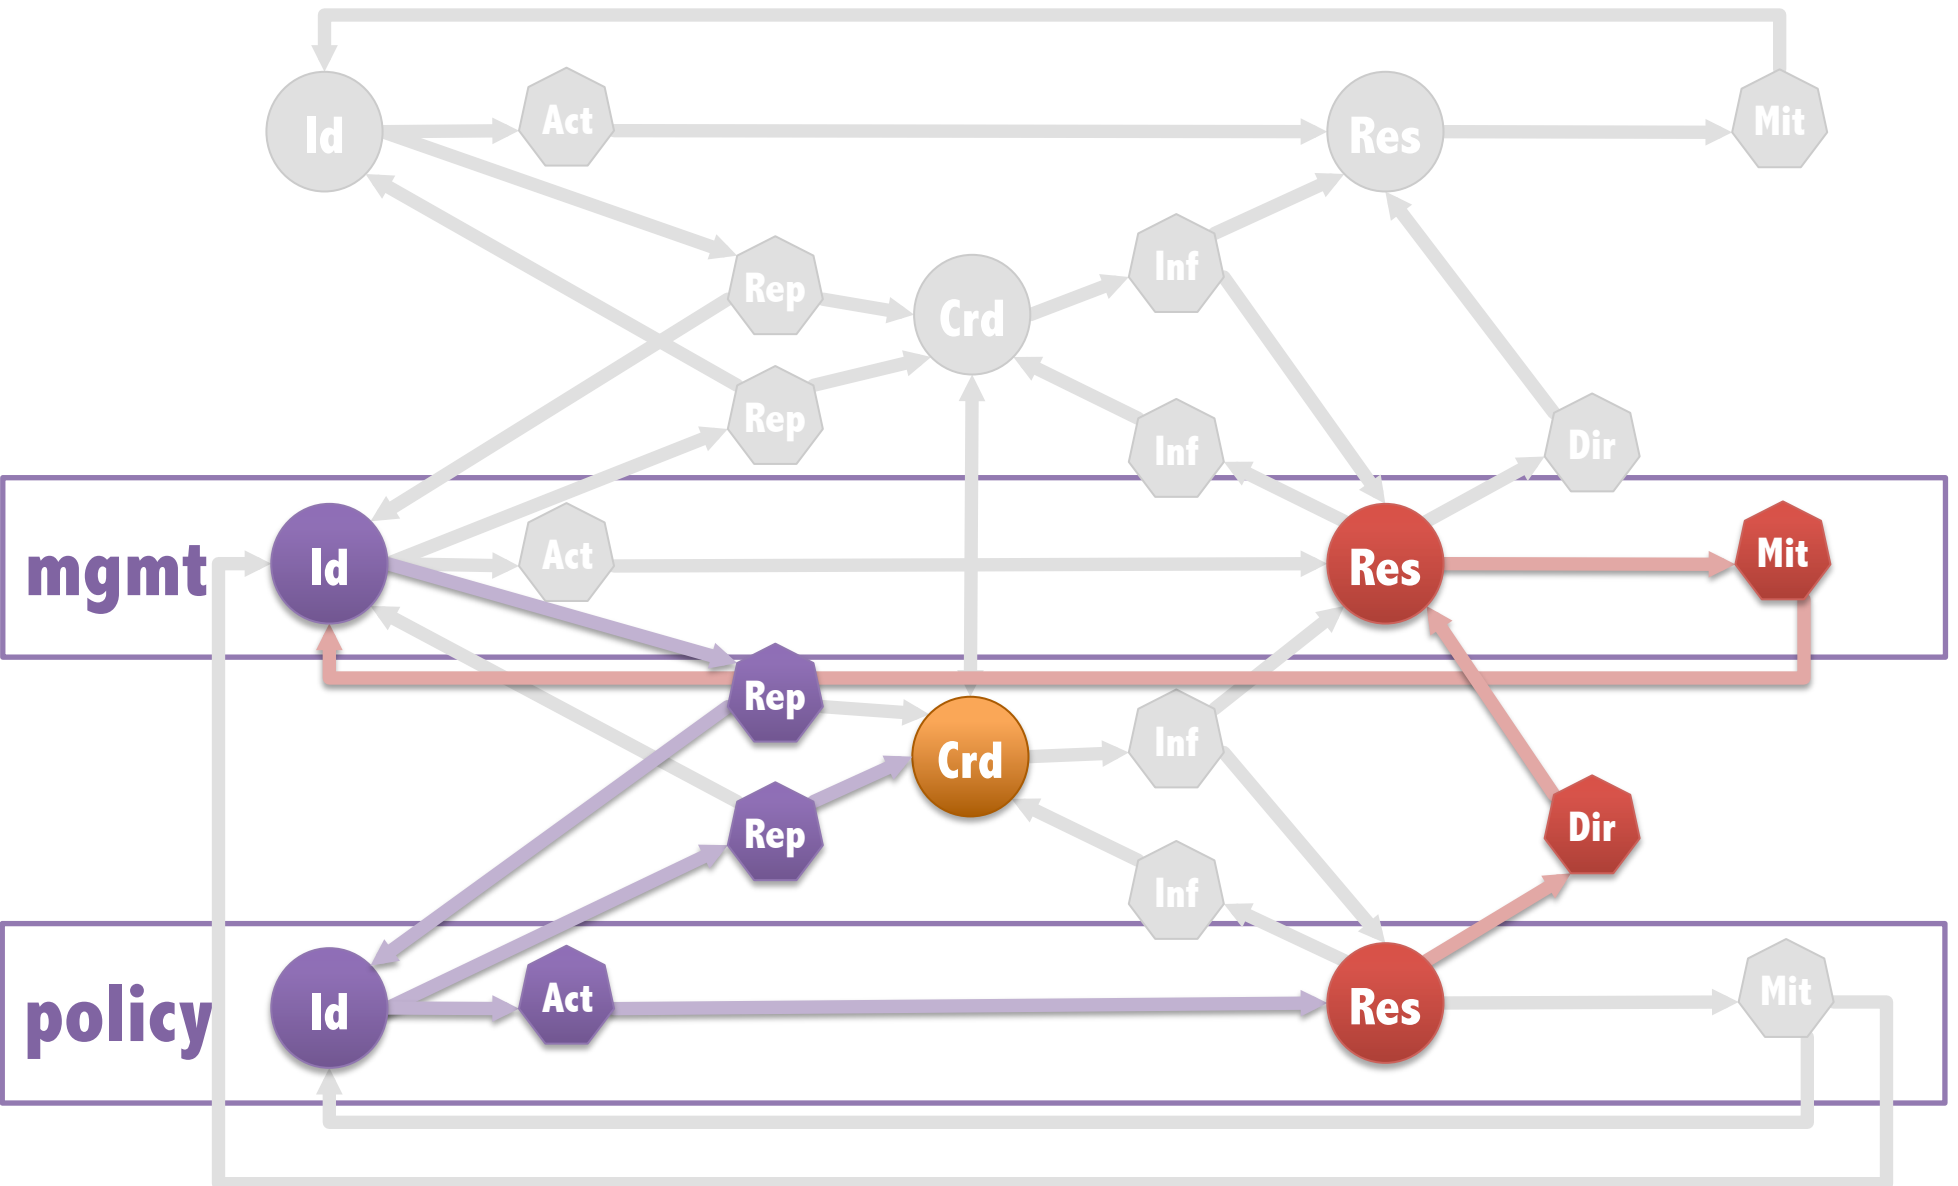 Id
Act
Res
Mit
Rep
Crd
Inf
Rep
Inf
Dir
mgmt
Id
Act
Res
Mit
Rep
Crd
Inf
Rep
Dir
Inf
policy
Id
Act
Res
Mit